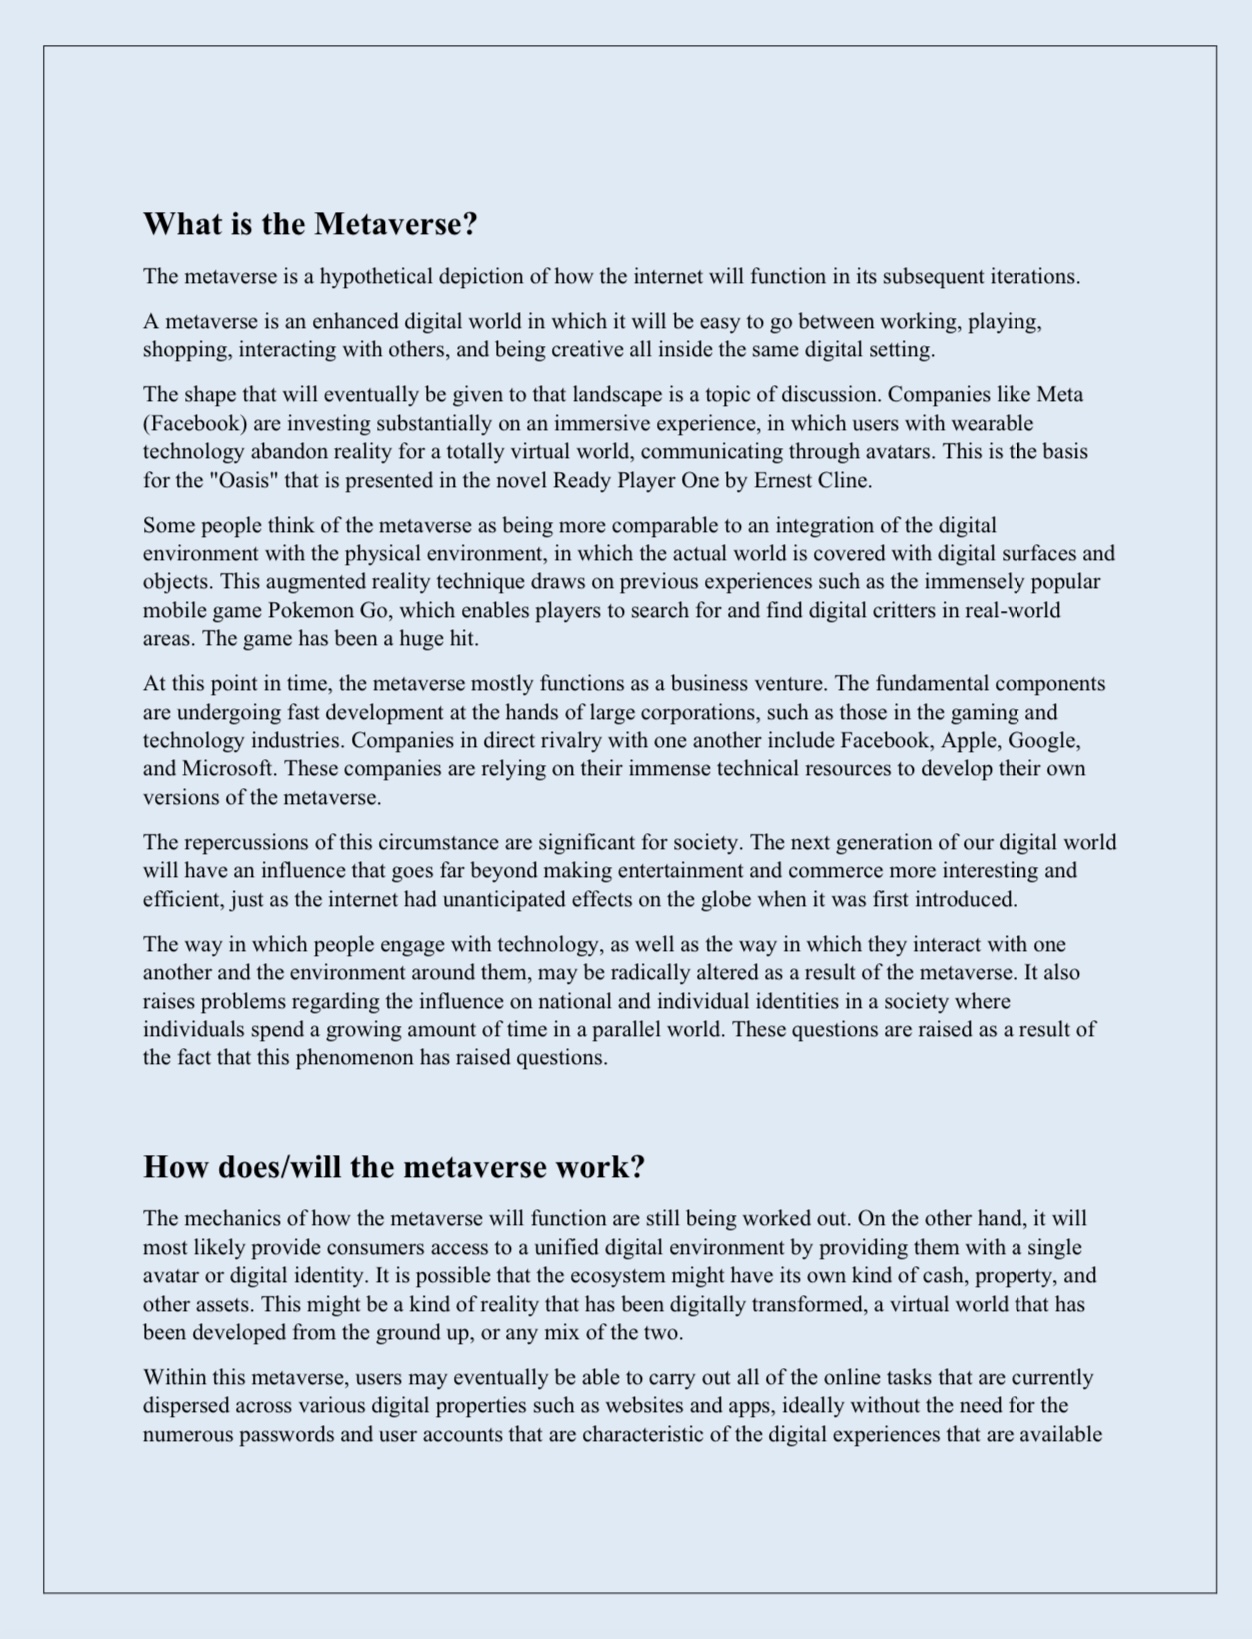 What is the Metaverse?
The metaverse is a hypothetical depiction of how the internet will function in its subsequent iterations.
A metaverse is an enhanced digital world in which it will be easy to go between working, playing,
shopping, interacting with others, and being creative all inside the same digital setting.
The shape that will eventually be given to that landscape is a topic of discussion. Companies like Meta
(Facebook) are investing substantially on an immersive experience, in which users with wearable
technology abandon reality for a totally virtual world, communicating through avatars. This is the basis
for the "Oasis" that is presented in the novel Ready Player One by Ernest Cline.
Some people think of the metaverse as being more comparable to an integration of the digital
environment with the physical environment, in which the actual world is covered with digital surfaces and
objects. This augmented reality technique draws on previous experiences such as the immensely popular
mobile game Pokemon Go, which enables players to search for and find digital critters in real-world
areas. The game has been a huge hit.
At this point in time, the metaverse mostly functions as a business venture. The fundamental components
are undergoing fast development at the hands of large corporations, such as those in the gaming and
technology industries. Companies in direct rivalry with one another include Facebook, Apple, Google,
and Microsoft. These companies are relying on their immense technical resources to develop their own
versions of the metaverse.
The repercussions of this circumstance are significant for society. The next generation of our digital world
will have an influence that goes far beyond making entertainment and commerce more interesting and
efficient, just as the internet had unanticipated effects on the globe when it was first introduced.
The way in which people engage with technology, as well as the way in which they interact with one
another and the environment around them, may be radically altered as a result of the metaverse. It also
raises problems regarding the influence on national and individual identities in a society where
individuals spend a growing amount of time in a parallel world. These questions are raised as a result of
the fact that this phenomenon has raised questions.
How does/will the metaverse work?
The mechanics of how the metaverse will function are still being worked out. On the other hand, it will
most likely provide consumers access to a unified digital environment by providing them with a single
avatar or digital identity. It is possible that the ecosystem might have its own kind of cash, property, and
other assets. This might be a kind of reality that has been digitally transformed, a virtual world that has
been developed from the ground up, or any mix of the two.
Within this metaverse, users may eventually be able to carry out all of the online tasks that are currently
dispersed across various digital properties such as websites and apps, ideally without the need for the
numerous passwords and user accounts that are characteristic of the digital experiences that are available